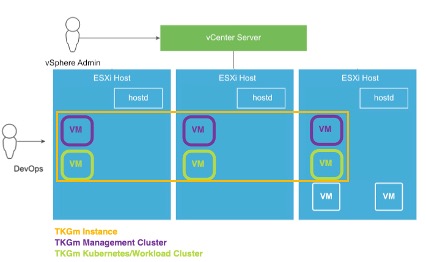 vCenter Server
vSphere Admin
ESXi Host
ESXi Host
ESXi Host
hostd
hostd
hostd
VM
VM
VM
DevOps
VM
VM
VM
VM
VM
TKGm Instance
TKGm Management Cluster
TKGm Kubernetes/Workload Cluster